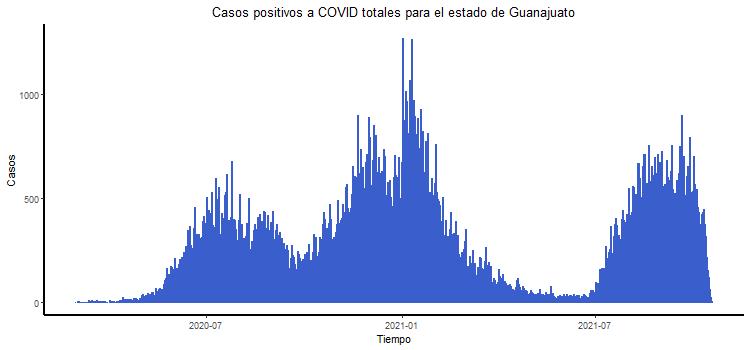 Casos positivos a COVID totales para el estado de Guanajuato
Casos
1000
500
0
2020-07
2021-01
2021-07
Tiempo